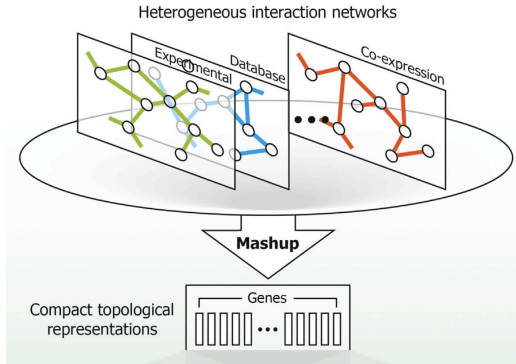 Heterogeneous interaction networks
Experimental
Database
Co-expression
Mashup
Genes
Compact topological
representations